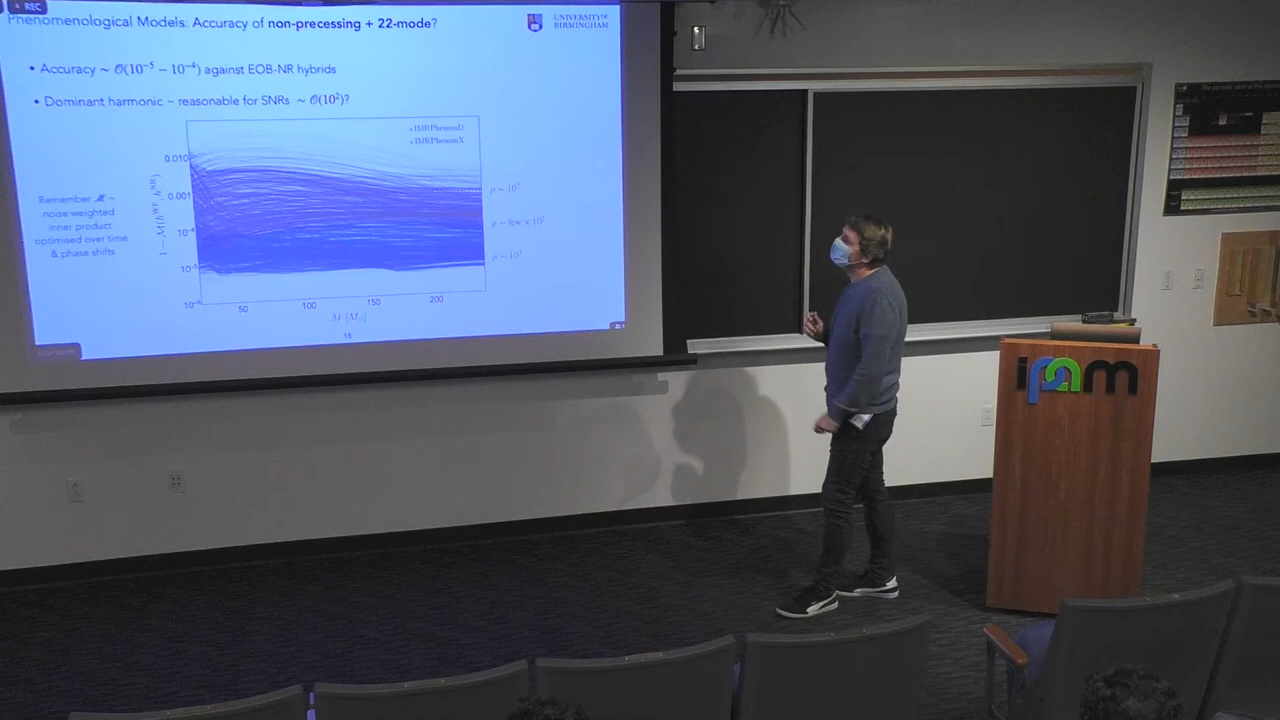 REC
Phenomenological Models: Accuracy of non-precessing + 22-mode?
UNIVERSITY OF
BIRMINGHAM
• Accuracy ~ 𝒪(10⁻⁵ − 10⁻⁴) against EOB-NR hybrids
• Dominant harmonic ~ reasonable for SNRs ~ 𝒪(10²)?
IMRPhenomD
IMRPhenomX
0.010
0.001
10⁻⁴
10⁻⁵
10⁻⁶
Remember ℳ ~
noise weighted
inner product
optimised over time
& phase shifts
ρ ~ 10²
ρ ~ few × 10²
ρ ~ 10³
50
100
150
200
M [M⊙]
15
ipam